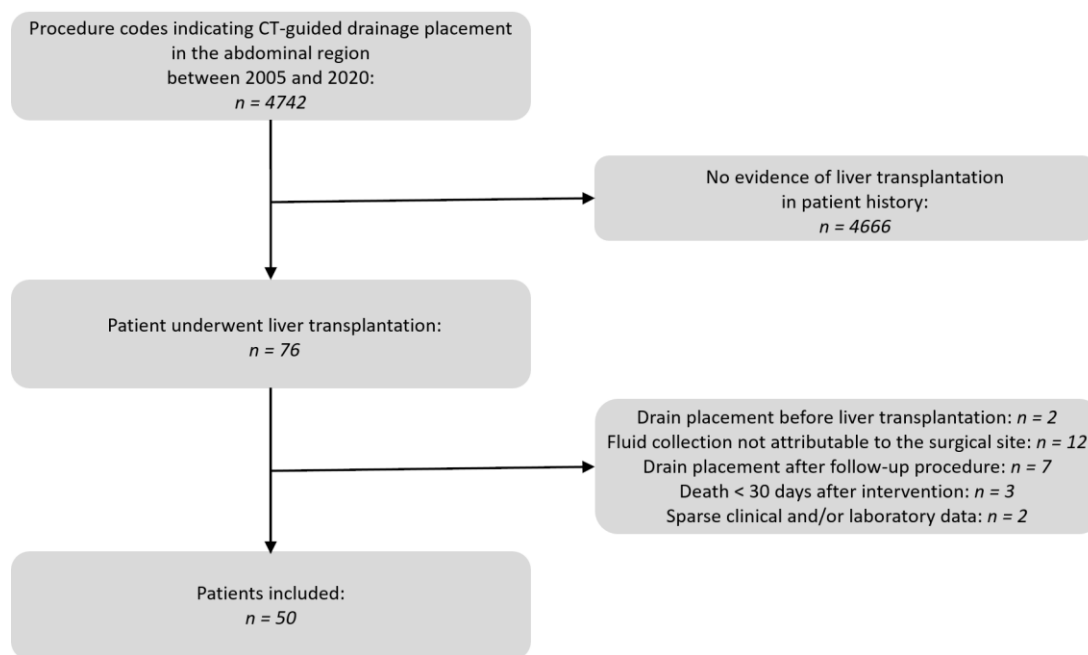 Procedure codes indicating CT-guided drainage placement
in the abdominal region
between 2005 and 2020:
n = 4742
No evidence of liver transplantation
in patient history:
n = 4666
Patient underwent liver transplantation:
n = 76
Drain placement before liver transplantation: n = 2
Fluid collection not attributable to the surgical site: n = 12
Drain placement after follow-up procedure: n = 7
Death < 30 days after intervention: n = 3
Sparse clinical and/or laboratory data: n = 2
Patients included:
n = 50